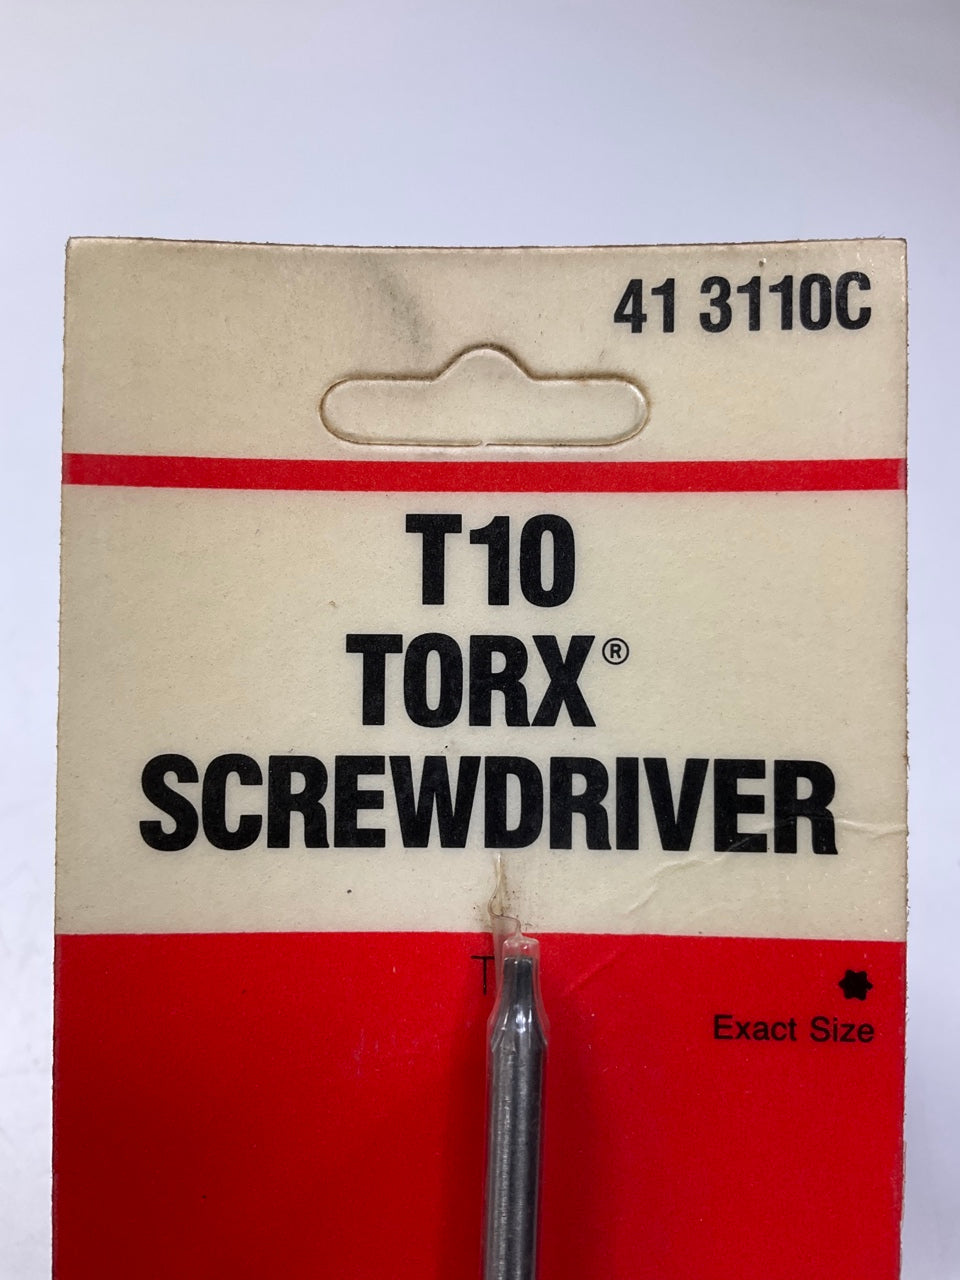 41 3110C
T10
TORX®
SCREWDRIVER
Exact Size